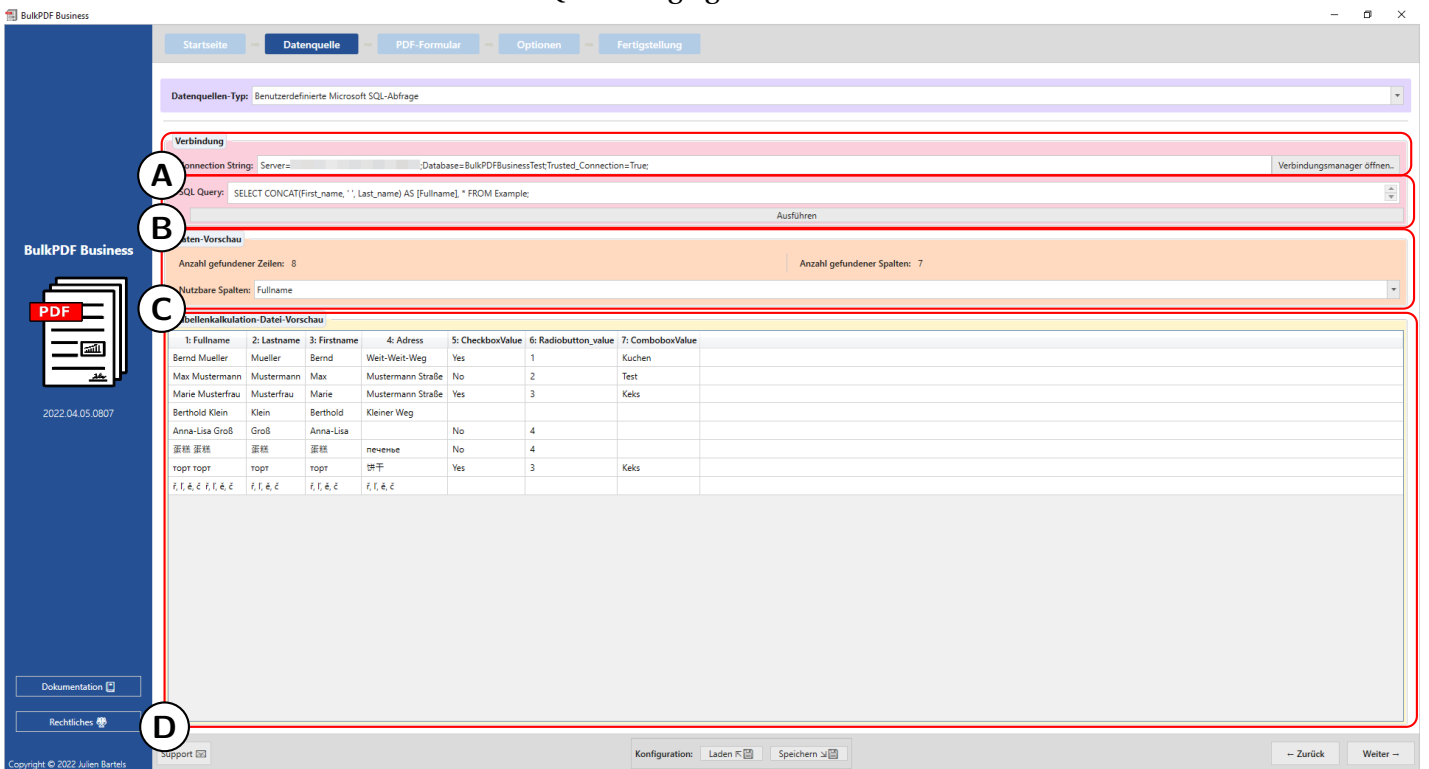 BulkPDF Business
Startseite Datenquelle PDF-Formular Optionen Fertigstellung
Datenquellen-Typ: Benutzerdefinierte Microsoft SQL-Abfrage
Verbindung
Connection String: Server= ;Database=BulkPDFBusinessTest;Trusted_Connection=True; Verbindungsmanager öffnen..
A
SQL Query: SELECT CONCAT(First_name, ' ', Last_name) AS [Fullname], * FROM Example;
Ausführen
B
Daten-Vorschau
Anzahl gefundener Zeilen: 8 Anzahl gefundener Spalten: 7
Nutzbare Spalten: Fullname
C
Tabellenkalkulation-Datei-Vorschau
1: Fullname 2: Lastname 3: Firstname 4: Adress 5: CheckboxValue 6: Radiobutton_value 7: ComboboxValue
Bernd Mueller Mueller Bernd Weit-Weit-Weg Yes 1 Kuchen
Max Mustermann Mustermann Max Mustermann Straße No 2 Test
Marie Musterfrau Musterfrau Marie Mustermann Straße Yes 3 Keks
Berthold Klein Klein Berthold Kleiner Weg
Anna-Lisa Groß Groß Anna-Lisa No 4
蛋糕 蛋糕 蛋糕 蛋糕 печенье No 4
торт торт торт торт 饼干 Yes 3 Keks
D
BulkPDF Business
PDF
2022.04.05.0807
Dokumentation
Rechtliches
Copyright © 2022 Julien Bartels
Support
Konfiguration: Laden Speichern
← Zurück Weiter →